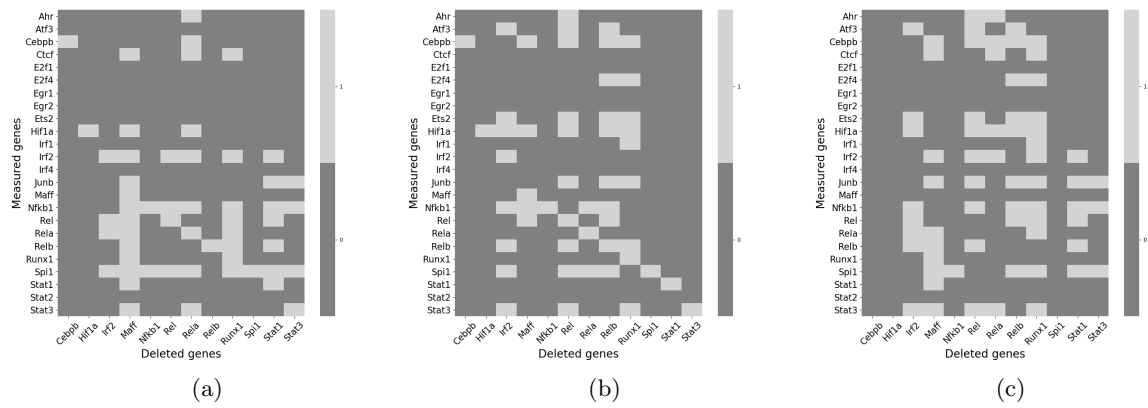 Measured genes
Ahr
Atf3
Cebpb
Ctcf
E2f1
E2f4
Egr1
Egr2
Ets2
Hif1a
Irf1
Irf2
Irf4
Junb
Maff
Nfkb1
Rel
Rela
Relb
Runx1
Spi1
Stat1
Stat2
Stat3
Cebpb Hif1a Irf2 Maff Nfkb1 Rel Rela Relb Runx1 Spi1 Stat1 Stat3
Deleted genes
1
0
(a)
Measured genes
Ahr
Atf3
Cebpb
Ctcf
E2f1
E2f4
Egr1
Egr2
Ets2
Hif1a
Irf1
Irf2
Irf4
Junb
Maff
Nfkb1
Rel
Rela
Relb
Runx1
Spi1
Stat1
Stat2
Stat3
Cebpb Hif1a Irf2 Maff Nfkb1 Rel Rela Relb Runx1 Spi1 Stat1 Stat3
Deleted genes
1
0
(b)
Measured genes
Ahr
Atf3
Cebpb
Ctcf
E2f1
E2f4
Egr1
Egr2
Ets2
Hif1a
Irf1
Irf2
Irf4
Junb
Maff
Nfkb1
Rel
Rela
Relb
Runx1
Spi1
Stat1
Stat2
Stat3
Cebpb Hif1a Irf2 Maff Nfkb1 Rel Rela Relb Runx1 Spi1 Stat1 Stat3
Deleted genes
1
0
(c)